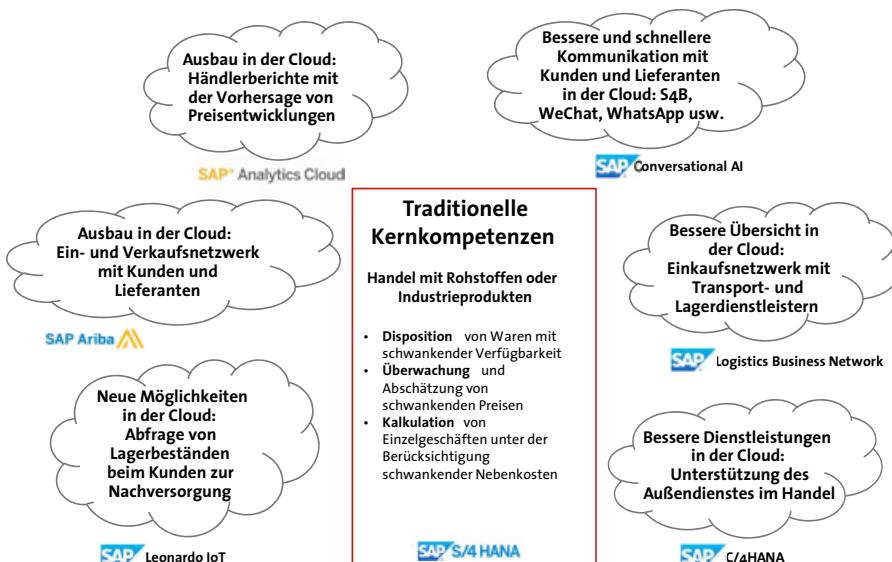 Ausbau in der Cloud:
Händlerberichte mit
der Vorhersage von
Preisentwicklungen
SAP® Analytics Cloud
Bessere und schnellere
Kommunikation mit
Kunden und Lieferanten
in der Cloud: S4B,
WeChat, WhatsApp usw.
SAP Conversational AI
Ausbau in der Cloud:
Ein- und Verkaufsnetzwerk
mit Kunden und
Lieferanten
SAP Ariba
Traditionelle
Kernkompetenzen
Handel mit Rohstoffen oder
Industrieprodukten
• Disposition von Waren mit
schwankender Verfügbarkeit
• Überwachung und
Abschätzung von
schwankenden Preisen
• Kalkulation von
Einzelgeschäften unter der
Berücksichtigung
schwankender Nebenkosten
SAP S/4 HANA
Bessere Übersicht in
der Cloud:
Einkaufsnetzwerk mit
Transport- und
Lagerdienstleistern
SAP Logistics Business Network
Neue Möglichkeiten
in der Cloud:
Abfrage von
Lagerbeständen
beim Kunden zur
Nachversorgung
SAP Leonardo IoT
Bessere Dienstleistungen
in der Cloud:
Unterstützung des
Außendienstes im Handel
SAP C/4HANA